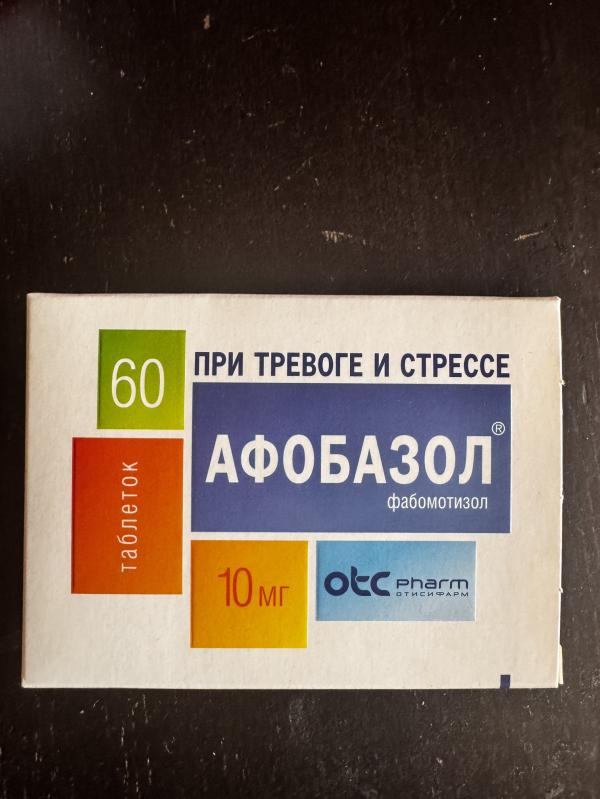 60
ПРИ ТРЕВОГЕ И СТРЕССЕ
АФОБАЗОЛ®
фабомотизол
таблеток
10 мг
otc pharm
ОТИСИФАРМ